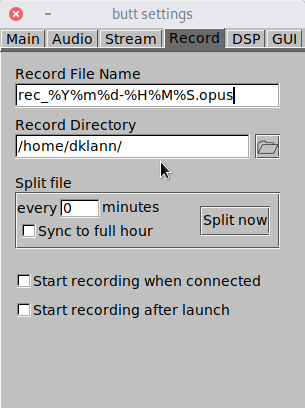 butt settings
Main Audio Stream Record DSP GUI
Record File Name
rec_%Y%m%d-%H%M%S.opus
Record Directory
/home/dklann/
Split file
every 0 minutes
Split now
Sync to full hour
Start recording when connected
Start recording after launch